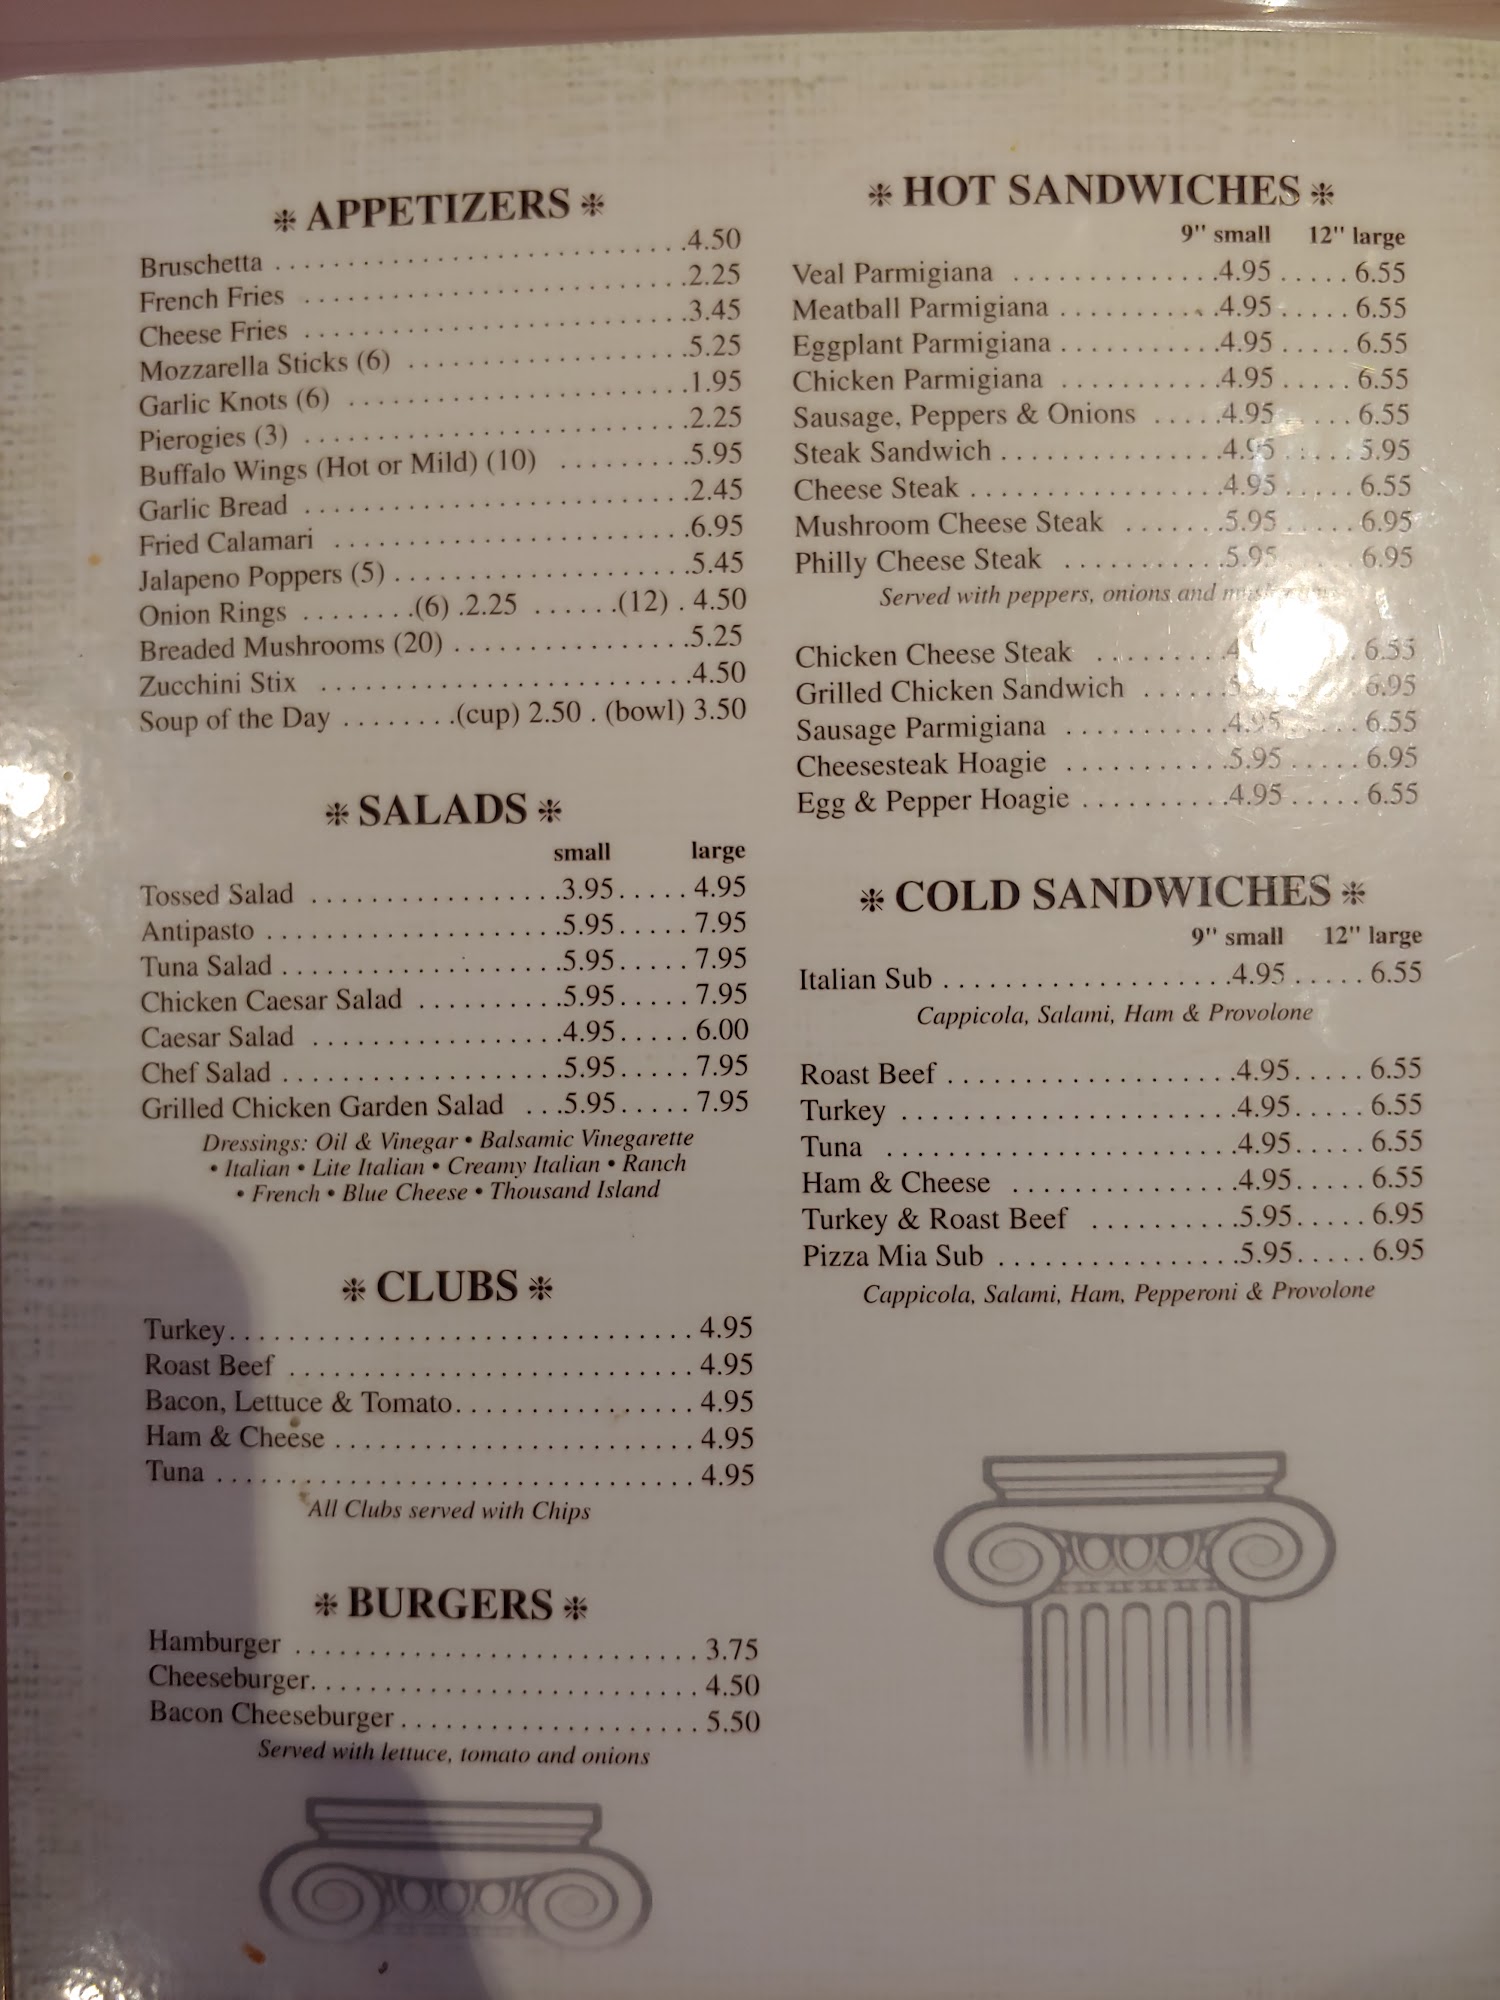 APPETIZERS
Bruschetta . . . . . . . . . . . . . . . . . . . . . . . . . . . .4.50
French Fries . . . . . . . . . . . . . . . . . . . . . . . . . .2.25
Cheese Fries . . . . . . . . . . . . . . . . . . . . . . . . . .3.45
Mozzarella Sticks (6) . . . . . . . . . . . . . . . . . . .5.25
Garlic Knots (6) . . . . . . . . . . . . . . . . . . . . . . .1.95
Pierogies (3) . . . . . . . . . . . . . . . . . . . . . . . . . .2.25
Buffalo Wings (Hot or Mild) (10) . . . . . . . . .5.95
Garlic Bread . . . . . . . . . . . . . . . . . . . . . . . . . .2.45
Fried Calamari . . . . . . . . . . . . . . . . . . . . . . . .6.95
Jalapeno Poppers (5) . . . . . . . . . . . . . . . . . . . .5.45
Onion Rings . . . . . . . .(6) .2.25 . . . . . .(12) . 4.50
Breaded Mushrooms (20) . . . . . . . . . . . . . . . .5.25
Zucchini Stix . . . . . . . . . . . . . . . . . . . . . . . . .4.50
Soup of the Day . . . . . . . .(cup) 2.50 . (bowl) 3.50
SALADS
small large
Tossed Salad . . . . . . . . . . . . . . . . .3.95. . . . . 4.95
Antipasto . . . . . . . . . . . . . . . . . . . .5.95. . . . . 7.95
Tuna Salad . . . . . . . . . . . . . . . . . . .5.95. . . . . 7.95
Chicken Caesar Salad . . . . . . . . . .5.95. . . . . 7.95
Caesar Salad . . . . . . . . . . . . . . . . .4.95. . . . . 6.00
Chef Salad . . . . . . . . . . . . . . . . . . .5.95. . . . . 7.95
Grilled Chicken Garden Salad . . .5.95. . . . . 7.95
Dressings: Oil & Vinegar • Balsamic Vinegarette
• Italian • Lite Italian • Creamy Italian • Ranch
• French • Blue Cheese • Thousand Island
CLUBS
Turkey. . . . . . . . . . . . . . . . . . . . . . . . . . . . . . . 4.95
Roast Beef . . . . . . . . . . . . . . . . . . . . . . . . . . . 4.95
Bacon, Lettuce & Tomato. . . . . . . . . . . . . . . . 4.95
Ham & Cheese . . . . . . . . . . . . . . . . . . . . . . . . 4.95
Tuna . . . . . . . . . . . . . . . . . . . . . . . . . . . . . . . . 4.95
All Clubs served with Chips
BURGERS
Hamburger . . . . . . . . . . . . . . . . . . . . . . . . . . . 3.75
Cheeseburger. . . . . . . . . . . . . . . . . . . . . . . . . . 4.50
Bacon Cheeseburger . . . . . . . . . . . . . . . . . . . . 5.50
Served with lettuce, tomato and onions
HOT SANDWICHES
9" small 12" large
Veal Parmigiana . . . . . . . . . . . . . .4.95 . . . . . 6.55
Meatball Parmigiana . . . . . . . . . . .4.95 . . . . . 6.55
Eggplant Parmigiana . . . . . . . . . . .4.95 . . . . . 6.55
Chicken Parmigiana . . . . . . . . . . .4.95 . . . . . 6.55
Sausage, Peppers & Onions . . . . .4.95 . . . . . 6.55
Steak Sandwich . . . . . . . . . . . . . . .4.95 . . . . . 5.95
Cheese Steak . . . . . . . . . . . . . . . . .4.95 . . . . . 6.55
Mushroom Cheese Steak . . . . . . .5.95 . . . . . 6.95
Philly Cheese Steak . . . . . . . . . . .5.95 . . . . . 6.95
Served with peppers, onions and
Chicken Cheese Steak . . . . . . . . 6.55
Grilled Chicken Sandwich . . . . . 6.95
Sausage Parmigiana . . . . . . . . . . .4.95 . . . . . 6.55
Cheesesteak Hoagie . . . . . . . . . . .5.95 . . . . . 6.95
Egg & Pepper Hoagie . . . . . . . . . .4.95 . . . . . 6.55
COLD SANDWICHES
9" small 12" large
Italian Sub . . . . . . . . . . . . . . . . . . .4.95 . . . . . 6.55
Cappicola, Salami, Ham & Provolone
Roast Beef . . . . . . . . . . . . . . . . . . .4.95. . . . . 6.55
Turkey . . . . . . . . . . . . . . . . . . . . . .4.95. . . . . 6.55
Tuna . . . . . . . . . . . . . . . . . . . . . . .4.95. . . . . 6.55
Ham & Cheese . . . . . . . . . . . . . . .4.95. . . . . 6.55
Turkey & Roast Beef . . . . . . . . . .5.95. . . . . 6.95
Pizza Mia Sub . . . . . . . . . . . . . . . .5.95. . . . . 6.95
Cappicola, Salami, Ham, Pepperoni & Provolone